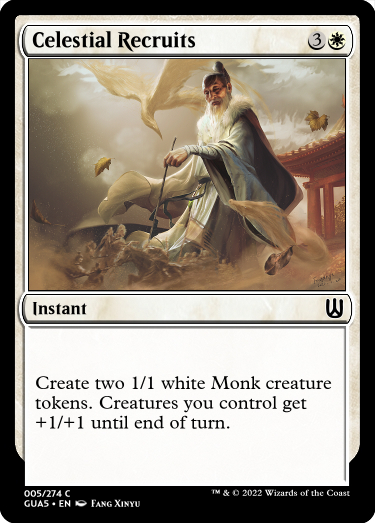 Celestial Recruits 3
Instant
Create two 1/1 white Monk creature
tokens. Creatures you control get
+1/+1 until end of turn.
005/274 C
GUA5 • EN Fang Xinyu
™ & © 2022 Wizards of the Coast